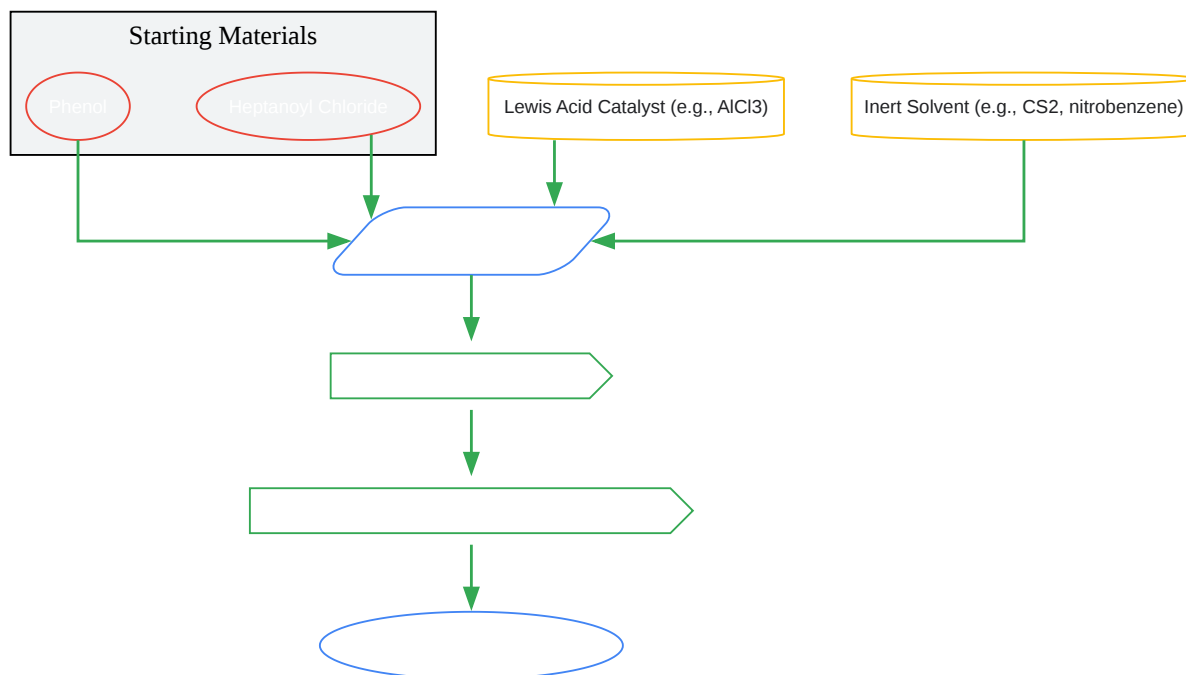 Starting Materials
Phenol
Heptanoyl Chloride
Lewis Acid Catalyst (e.g., AlCl3)
Inert Solvent (e.g., CS2, nitrobenzene)